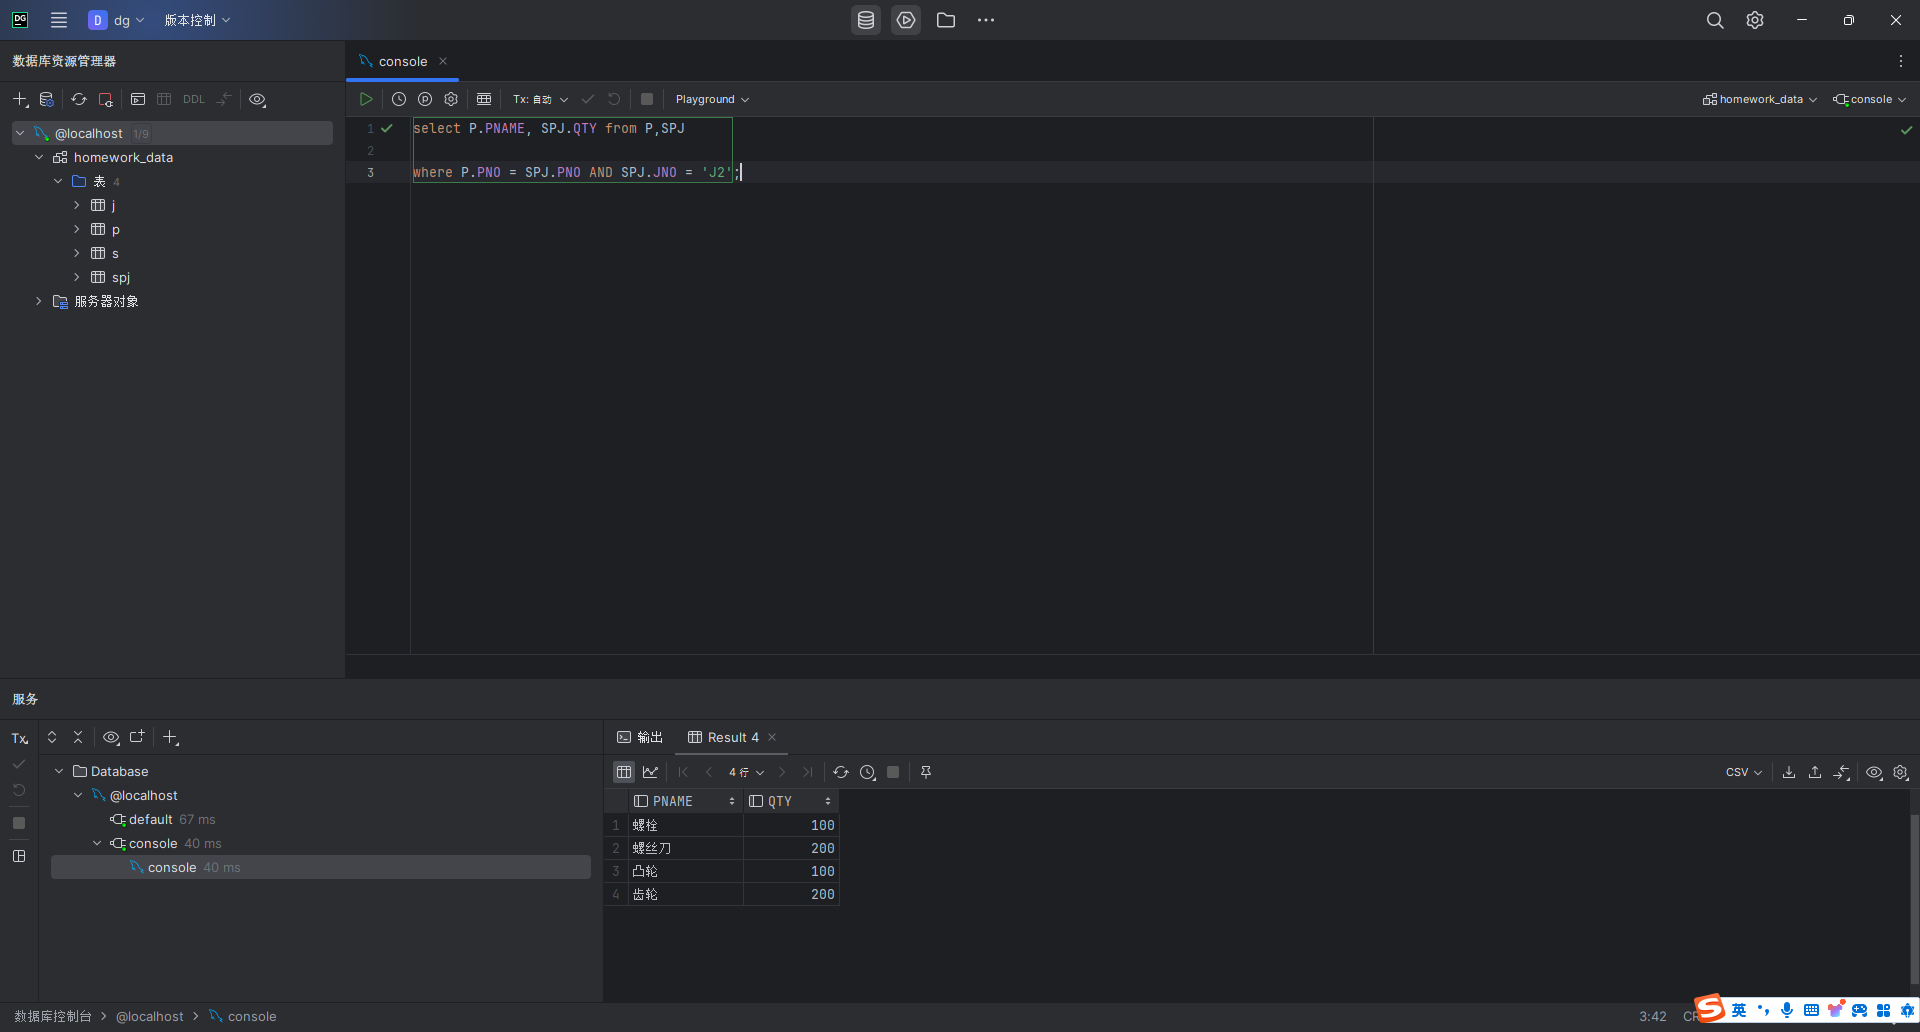 DG
D dg 版本控制
数据库资源管理器
console
DDL
Tx: 自动
Playground
homework_data
console
@localhost 1/9
homework_data
表 4
j
p
s
spj
服务器对象
1 select P.PNAME, SPJ.QTY from P,SPJ
2
3 where P.PNO = SPJ.PNO AND SPJ.JNO = 'J2';
服务
Tx
Database
@localhost
default 67 ms
console 40 ms
console 40 ms
输出 Result 4
4 行
CSV
PNAME QTY
1 螺栓 100
2 螺丝刀 200
3 凸轮 100
4 齿轮 200
数据库控制台 > @localhost > console
3:42
S 英